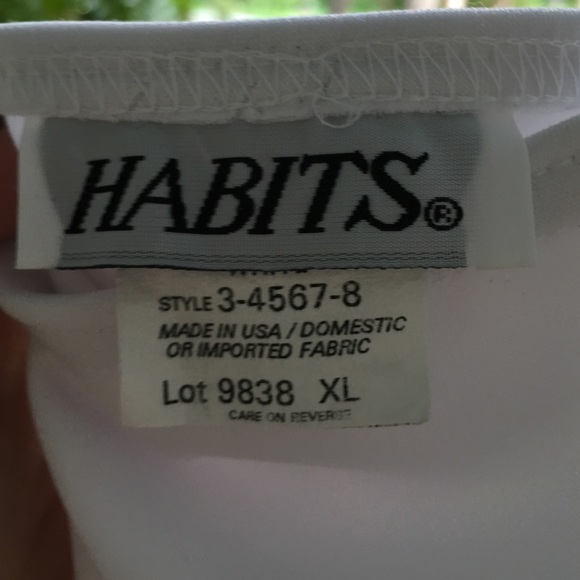 HABITS®
STYLE 3-4567-8
MADE IN USA / DOMESTIC
OR IMPORTED FABRIC
Lot 9838 XL
CARE ON REVERSE